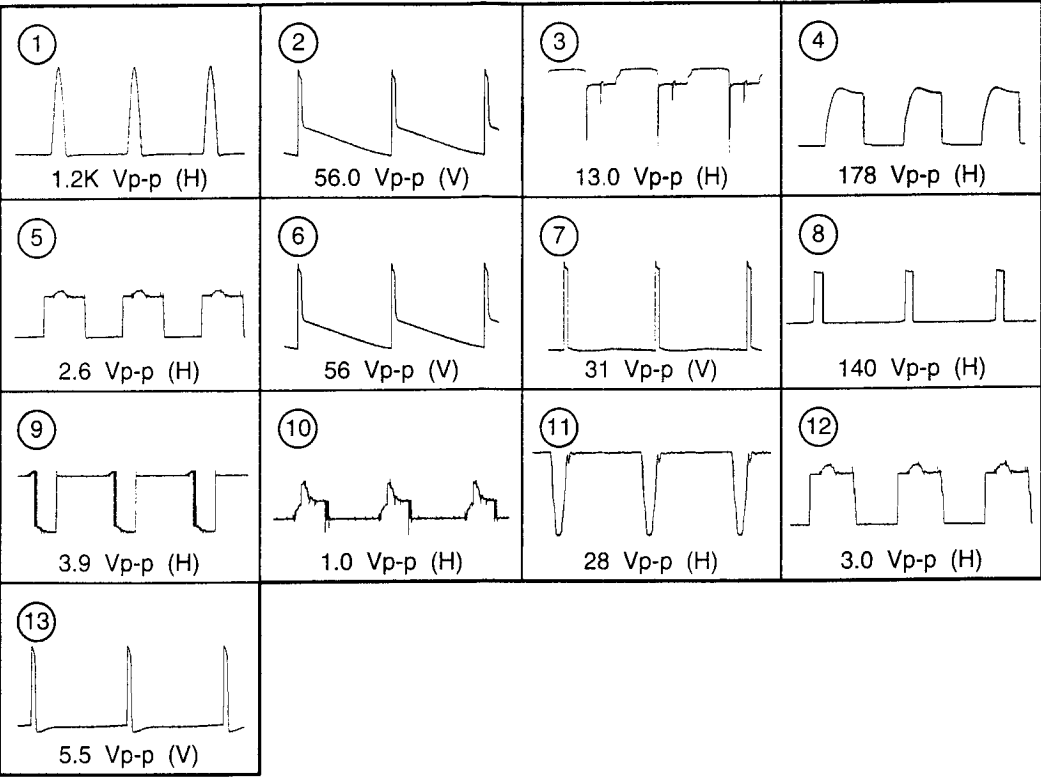 1
1.2K Vp-p (H)
2
56.0 Vp-p (V)
3
13.0 Vp-p (H)
4
178 Vp-p (H)
5
2.6 Vp-p (H)
6
56 Vp-p (V)
7
31 Vp-p (V)
8
140 Vp-p (H)
9
3.9 Vp-p (H)
10
1.0 Vp-p (H)
11
28 Vp-p (H)
12
3.0 Vp-p (H)
13
5.5 Vp-p (V)